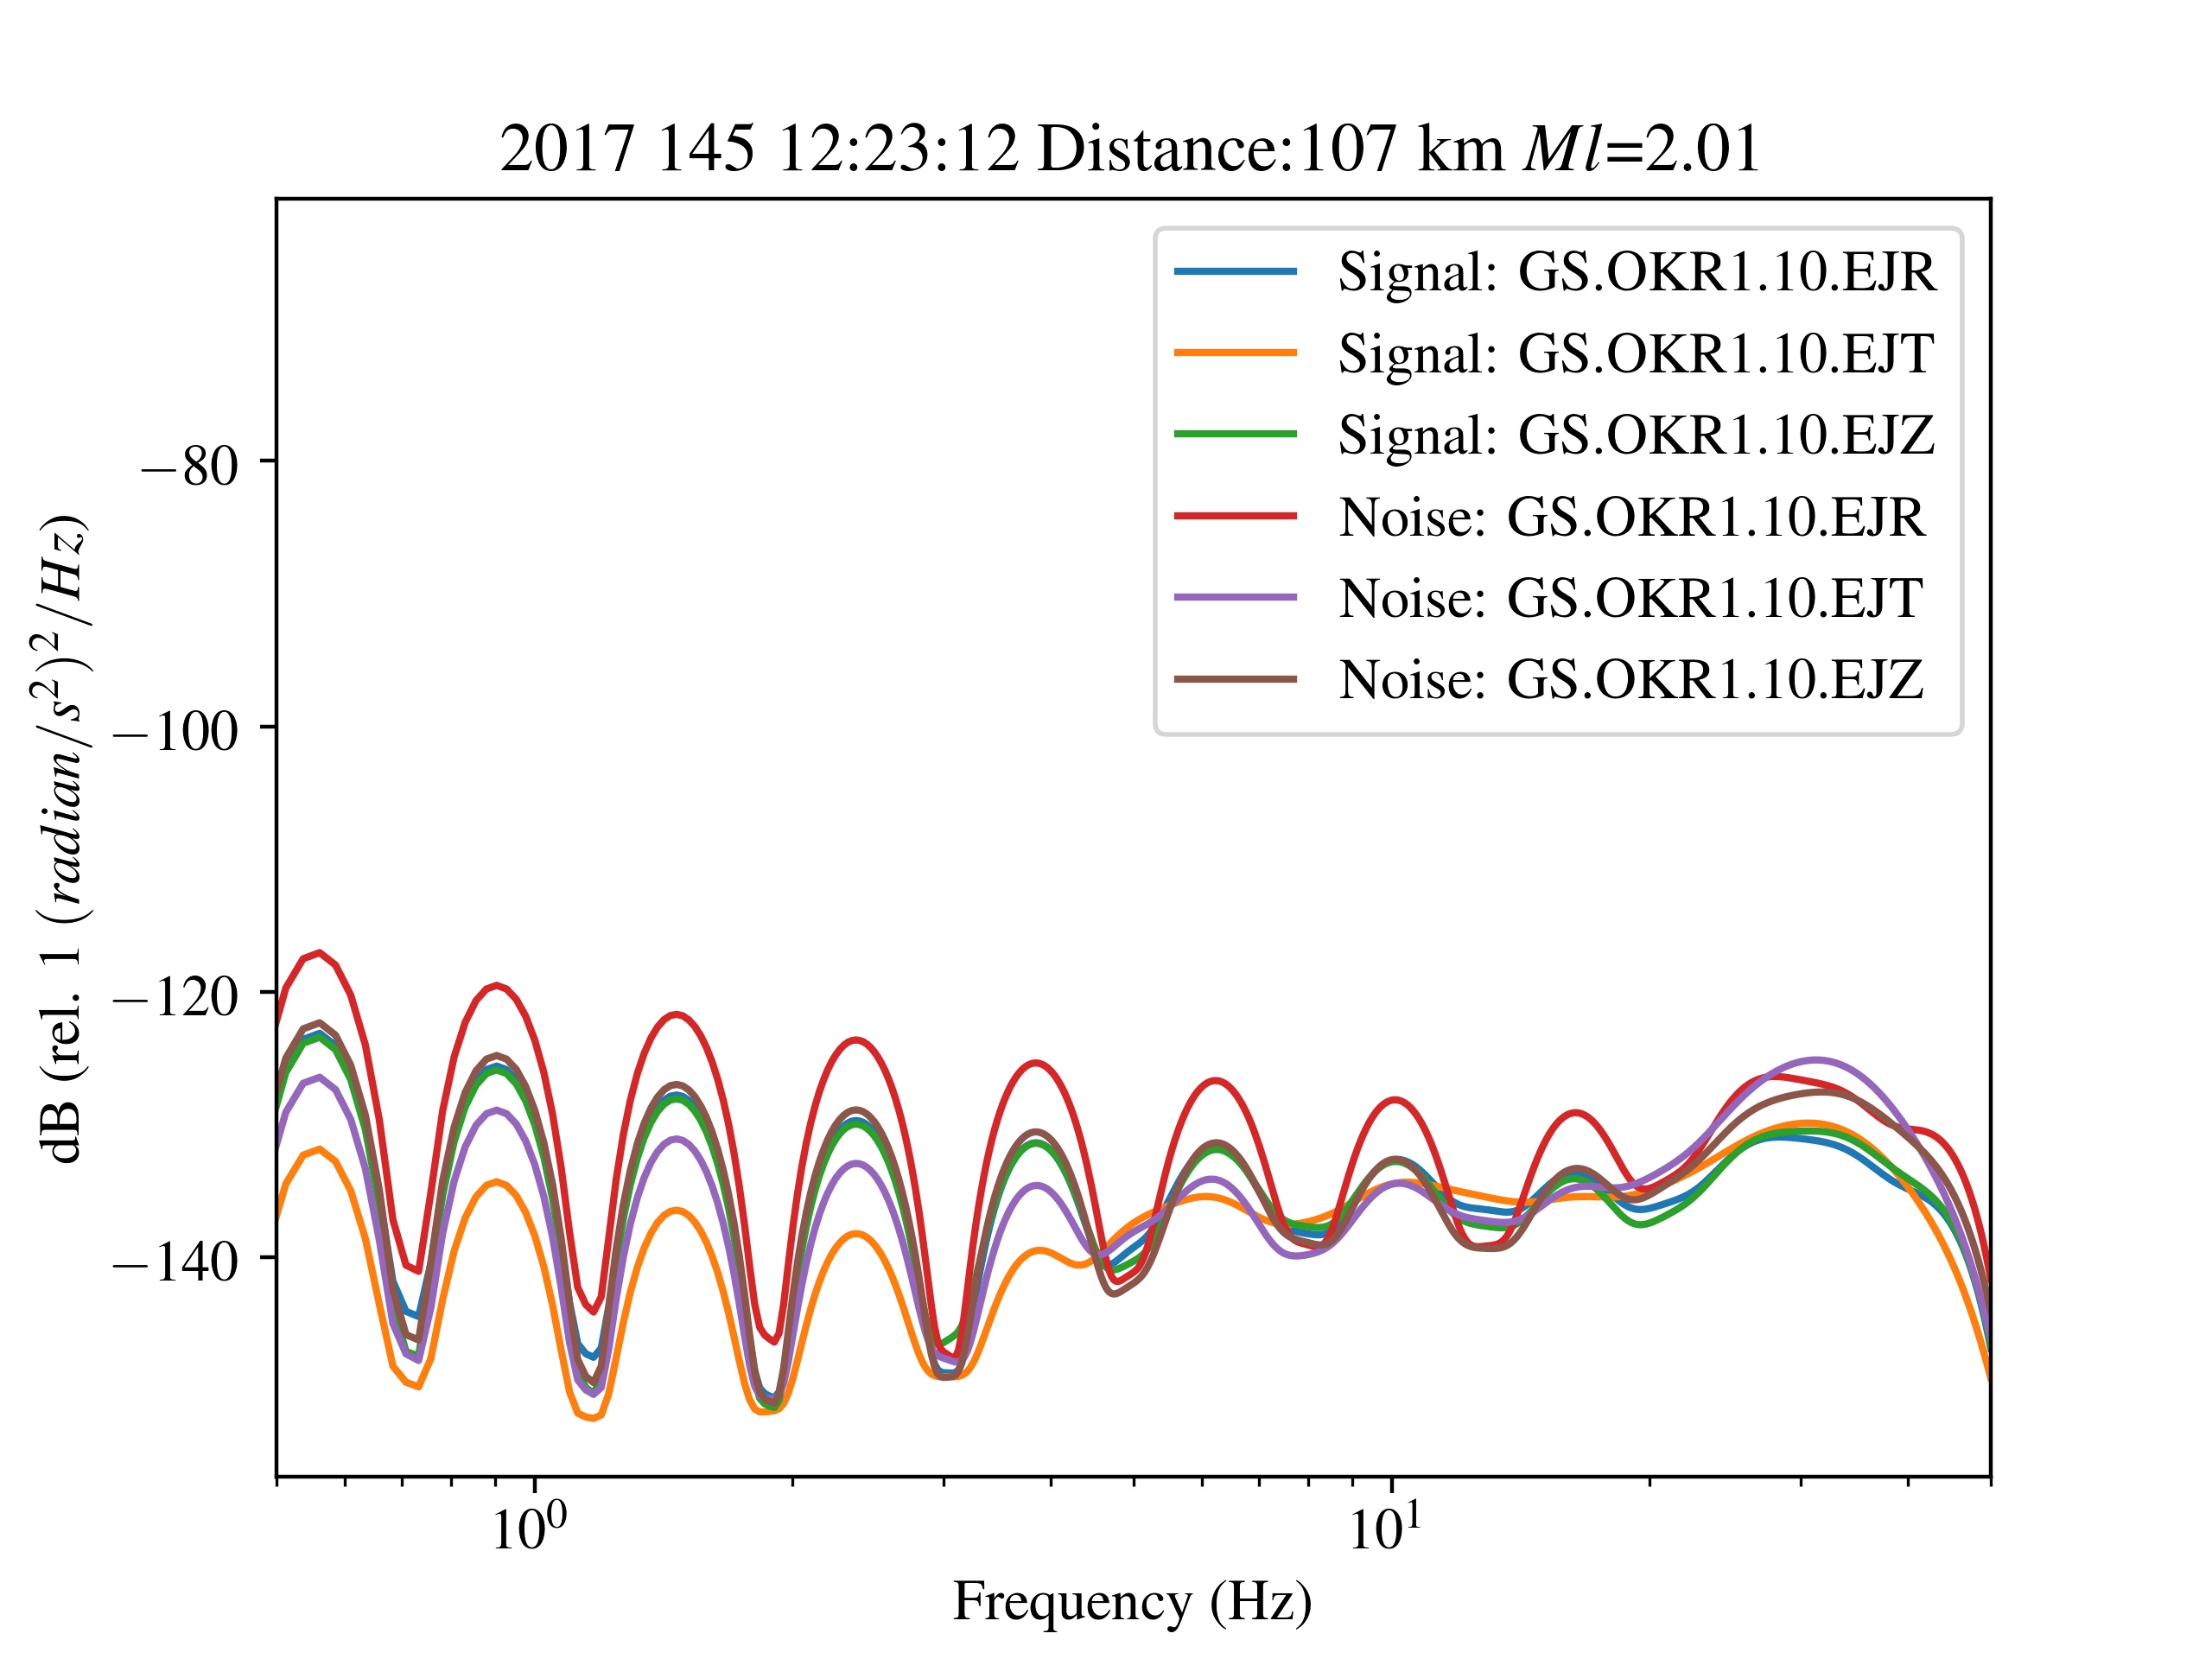 2017 145 12:23:12 Distance:107 km Ml=2.01
Signal: GS.OKR1.10.EJR
Signal: GS.OKR1.10.EJT
Signal: GS.OKR1.10.EJZ
Noise: GS.OKR1.10.EJR
Noise: GS.OKR1.10.EJT
Noise: GS.OKR1.10.EJZ
dB (rel. 1 (radian/s²)²/Hz)
−80
−100
−120
−140
10⁰
10¹
Frequency (Hz)